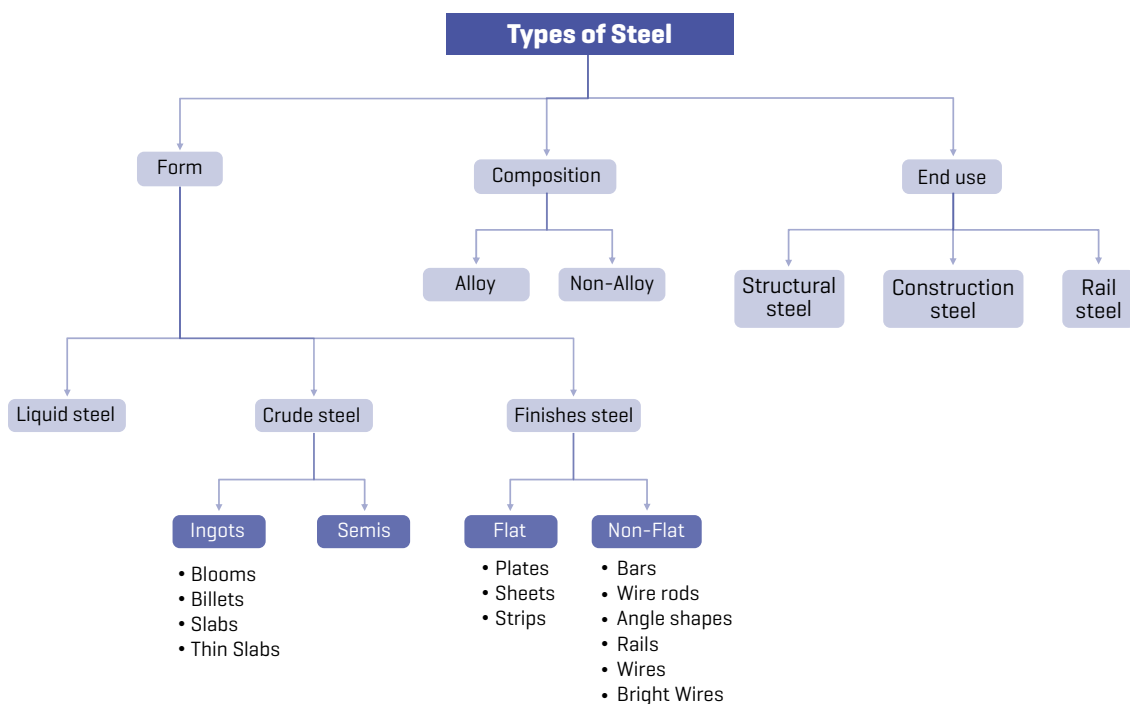 Types of Steel
Form
Composition
End use
Alloy
Non-Alloy
Structural
steel
Construction
steel
Rail
steel
Liquid steel
Crude steel
Finishes steel
Ingots
Semis
Flat
Non-Flat
• Blooms
• Billets
• Slabs
• Thin Slabs
• Plates
• Sheets
• Strips
• Bars
• Wire rods
• Angle shapes
• Rails
• Wires
• Bright Wires